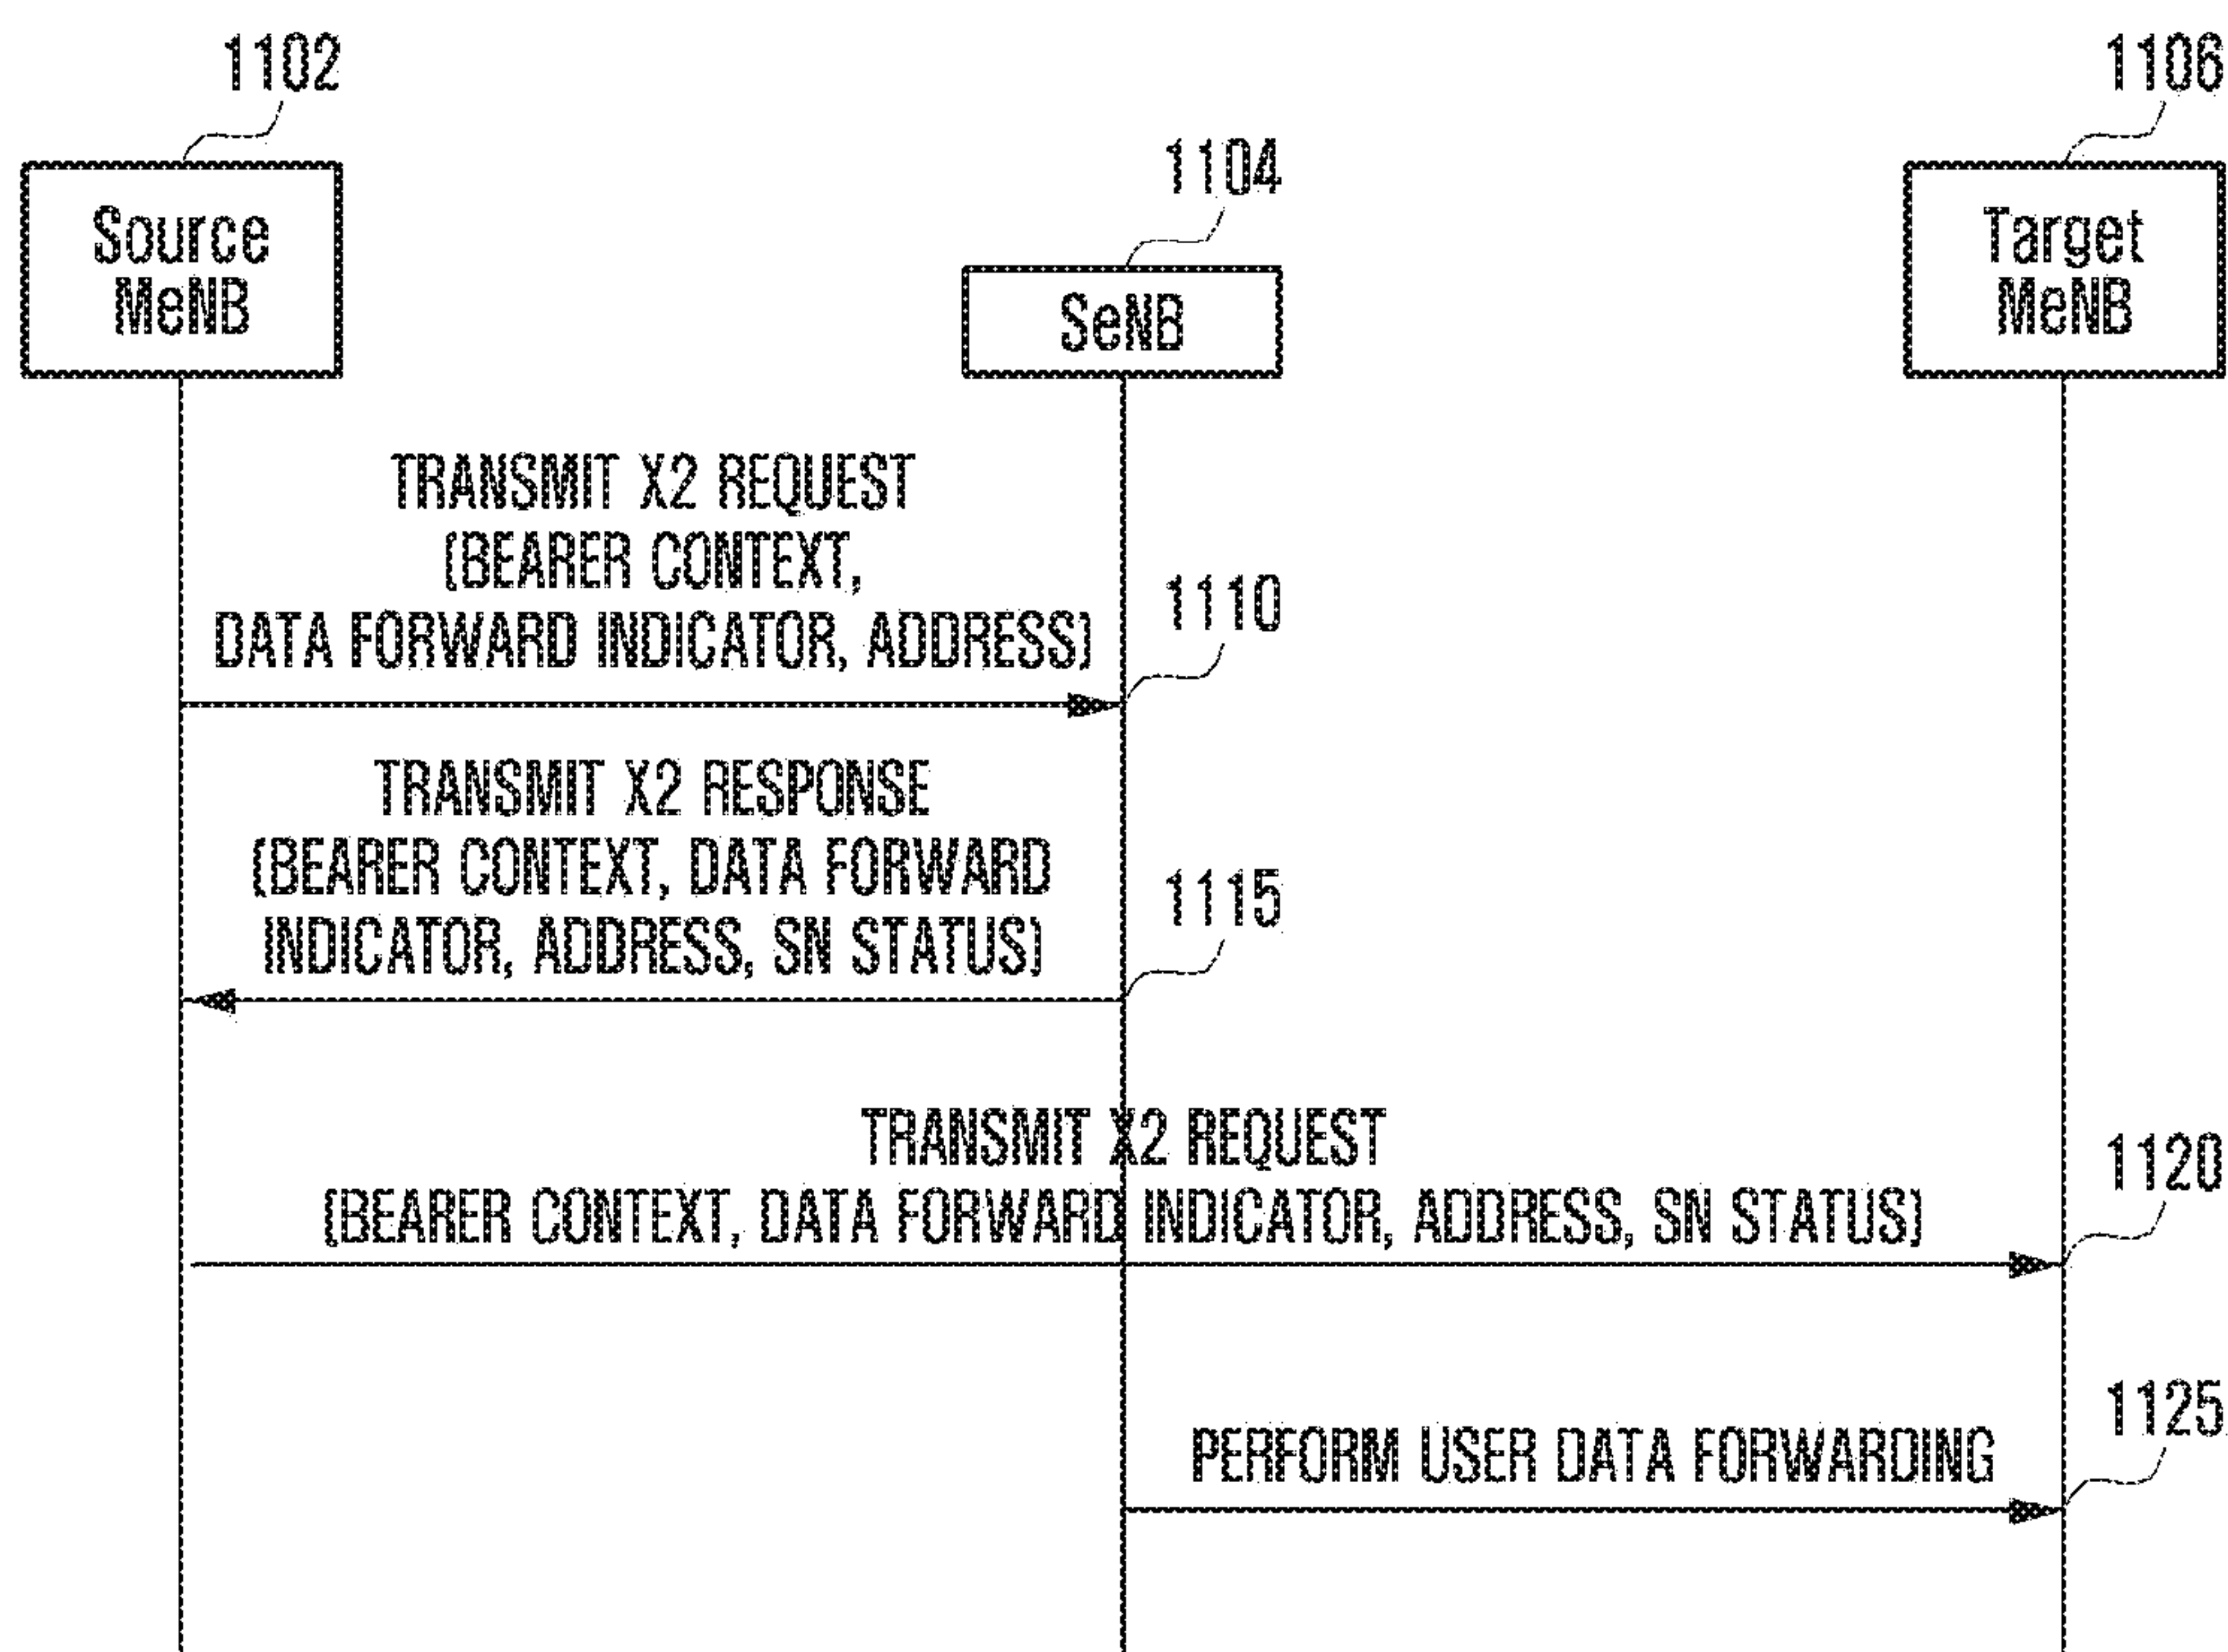 1102
1106
1104
Source
MeNB
SeNB
Target
MeNB
TRANSMIT X2 REQUEST
(BEARER CONTEXT,
DATA FORWARD INDICATOR, ADDRESS)
1110
TRANSMIT X2 RESPONSE
(BEARER CONTEXT, DATA FORWARD
INDICATOR, ADDRESS, SN STATUS)
1115
TRANSMIT X2 REQUEST
(BEARER CONTEXT, DATA FORWARD INDICATOR, ADDRESS, SN STATUS)
1120
PERFORM USER DATA FORWARDING
1125